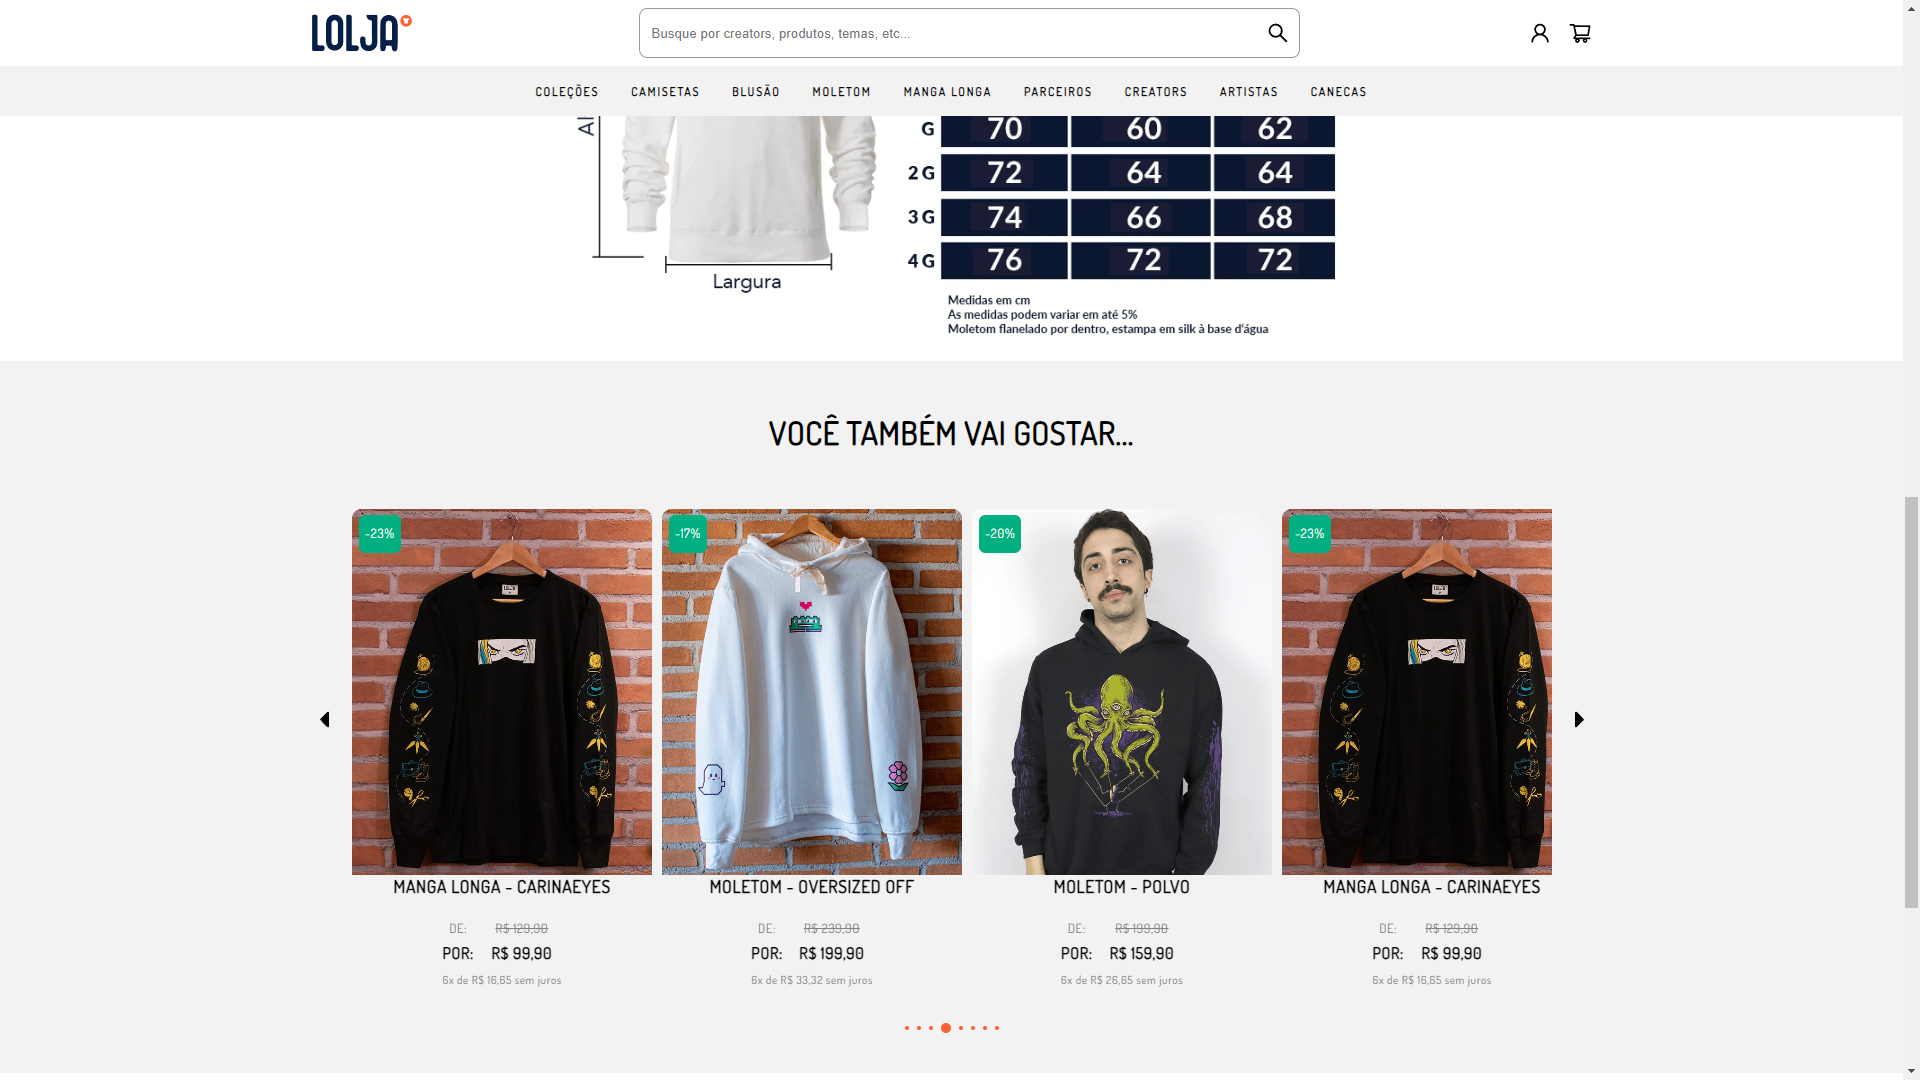 LOLJA
Busque por creators, produtos, temas, etc...
COLEÇÕES CAMISETAS BLUSÃO MOLETOM MANGA LONGA PARCEIROS CREATORS ARTISTAS CANECAS
G 70 60 62
2G 72 64 64
3G 74 66 68
4G 76 72 72
Largura
Medidas em cm
As medidas podem variar em até 5%
Moletom flanelado por dentro, estampa em silk à base d'água
VOCÊ TAMBÉM VAI GOSTAR...
-23% -17% -20% -23%
LOLJA LOLJA
MANGA LONGA - CARINAEYES MOLETOM - OVERSIZED OFF MOLETOM - POLVO MANGA LONGA - CARINAEYES
DE: R$ 129,90 DE: R$ 239,90 DE: R$ 199,90 DE: R$ 129,90
POR: R$ 99,90 POR: R$ 199,90 POR: R$ 159,90 POR: R$ 99,90
6x de R$ 16,65 sem juros 6x de R$ 33,32 sem juros 6x de R$ 26,65 sem juros 6x de R$ 16,65 sem juros